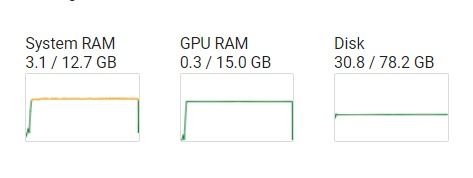 System RAM
3.1 / 12.7 GB
GPU RAM
0.3 / 15.0 GB
Disk
30.8 / 78.2 GB